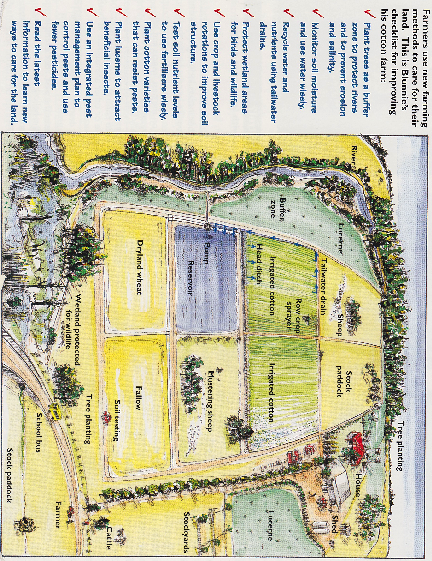 Farmers use new farming
methods to care for their
land. This is Bunnie's
checklist for improving
his cotton farm:
✓ Plant trees as a buffer
zone to protect rivers
and to prevent erosion
and salinity.
✓ Monitor soil moisture
and use water wisely.
✓ Recycle water and
nutrients using tailwater
drains.
✓ Protect wetland areas
for birds and wildlife.
✓ Use crop and livestock
rotations to improve soil
structure.
✓ Test soil nutrient levels
to use fertilisers wisely.
✓ Plant cotton varieties
that can resist pests.
✓ Plant lucerne to attract
beneficial insects.
✓ Use an integrated pest
management plan to
control pests and use
fewer pesticides.
✓ Read the latest
information to learn new
ways to care for the land.
Tree planting
River
Lucerne
Buffer
zone
Tailwater drain
Sheep
Stock
paddock
House
Shed
Row crop
sprayer
Irrigated cotton
Head ditch
Irrigated cotton
Lucerne
Pump
Reservoir
Mustering sheep
Stockyards
Dryland wheat
Fallow
Soil testing
Cattle
Wetland protected
for wildlife
Tree planting
Farmer
School bus
Stock paddock